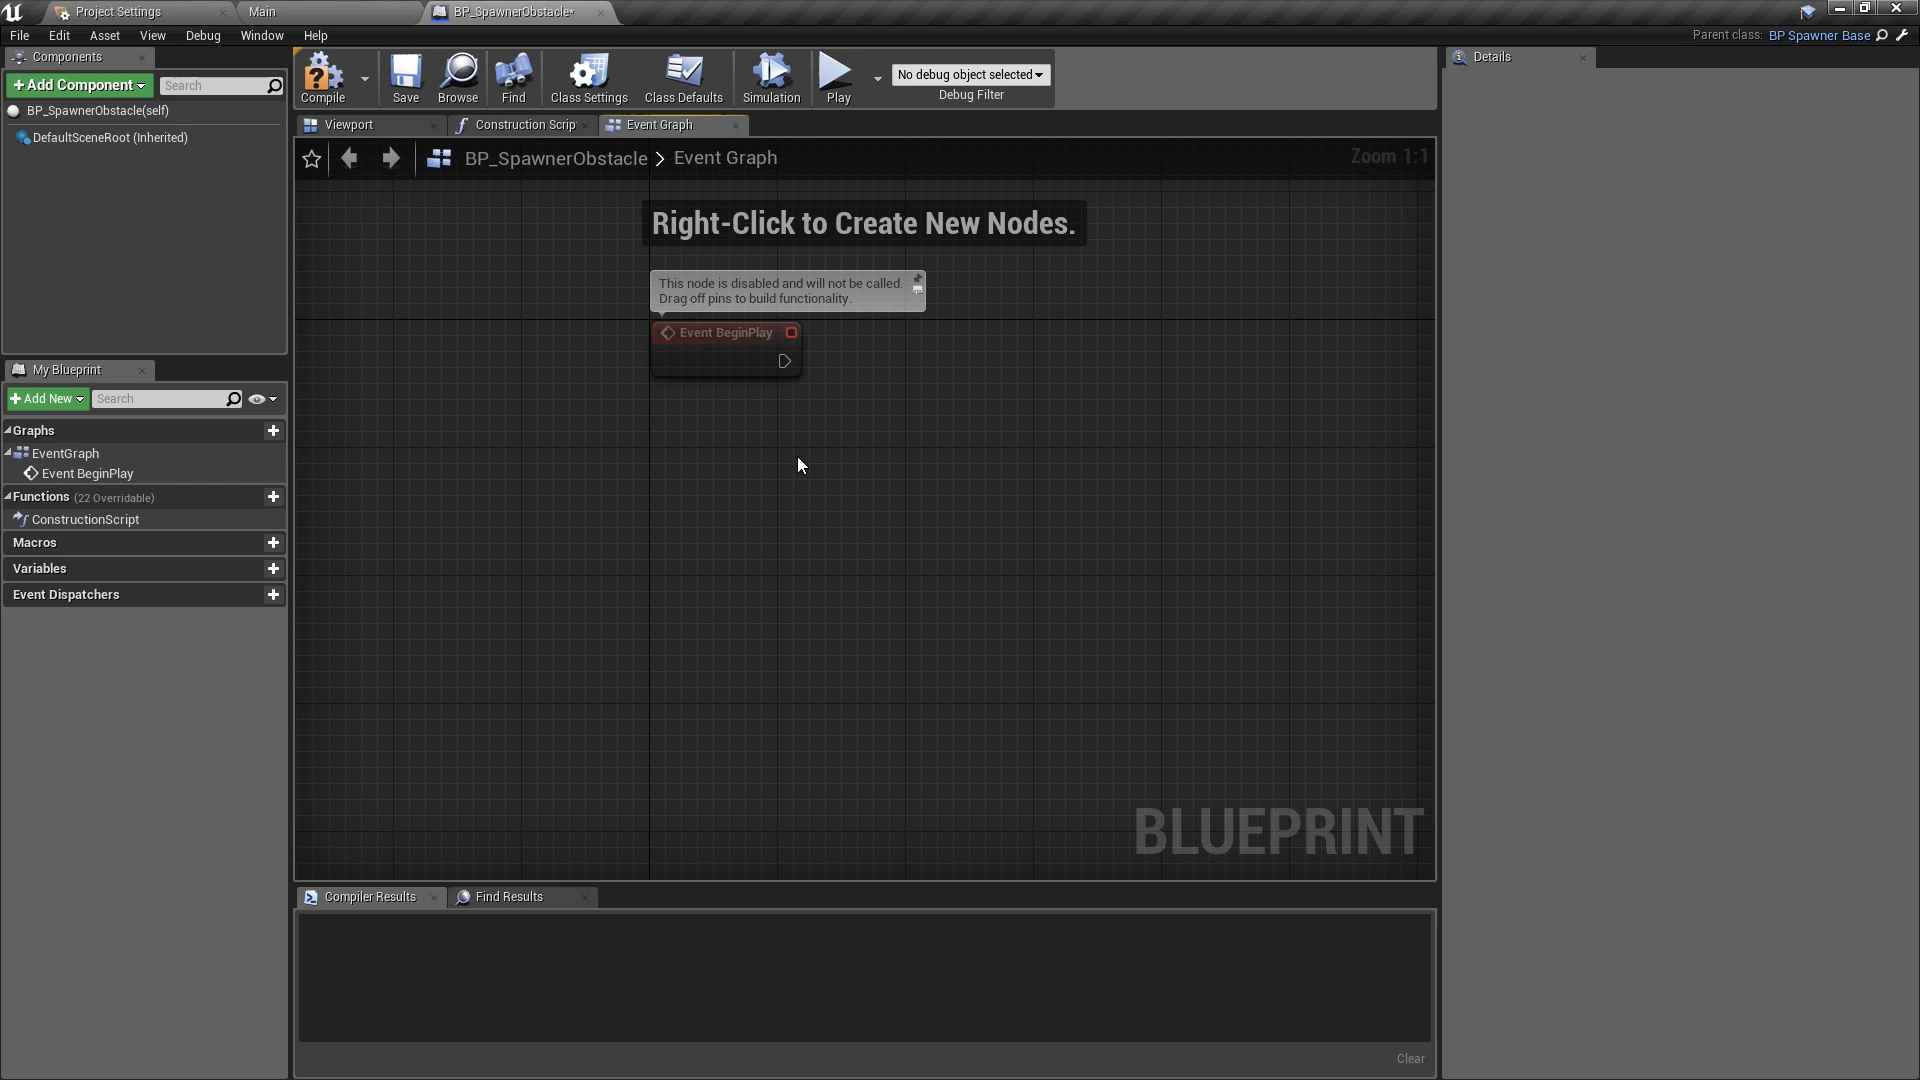 Project Settings
Main
BP_SpawnerObstacle*
File
Edit
Asset
View
Debug
Window
Help
Parent class:
BP Spawner Base
Components
Add Component
Search
BP_SpawnerObstacle(self)
DefaultSceneRoot (Inherited)
Compile
Save
Browse
Find
Class Settings
Class Defaults
Simulation
Play
No debug object selected
Debug Filter
Details
Viewport
Construction Scrip
Event Graph
BP_SpawnerObstacle
Event Graph
Zoom 1:1
Right-Click to Create New Nodes.
This node is disabled and will not be called.
Drag off pins to build functionality.
Event BeginPlay
BLUEPRINT
My Blueprint
Add New
Search
Graphs
EventGraph
Event BeginPlay
Functions (22 Overridable)
ConstructionScript
Macros
Variables
Event Dispatchers
Compiler Results
Find Results
Clear